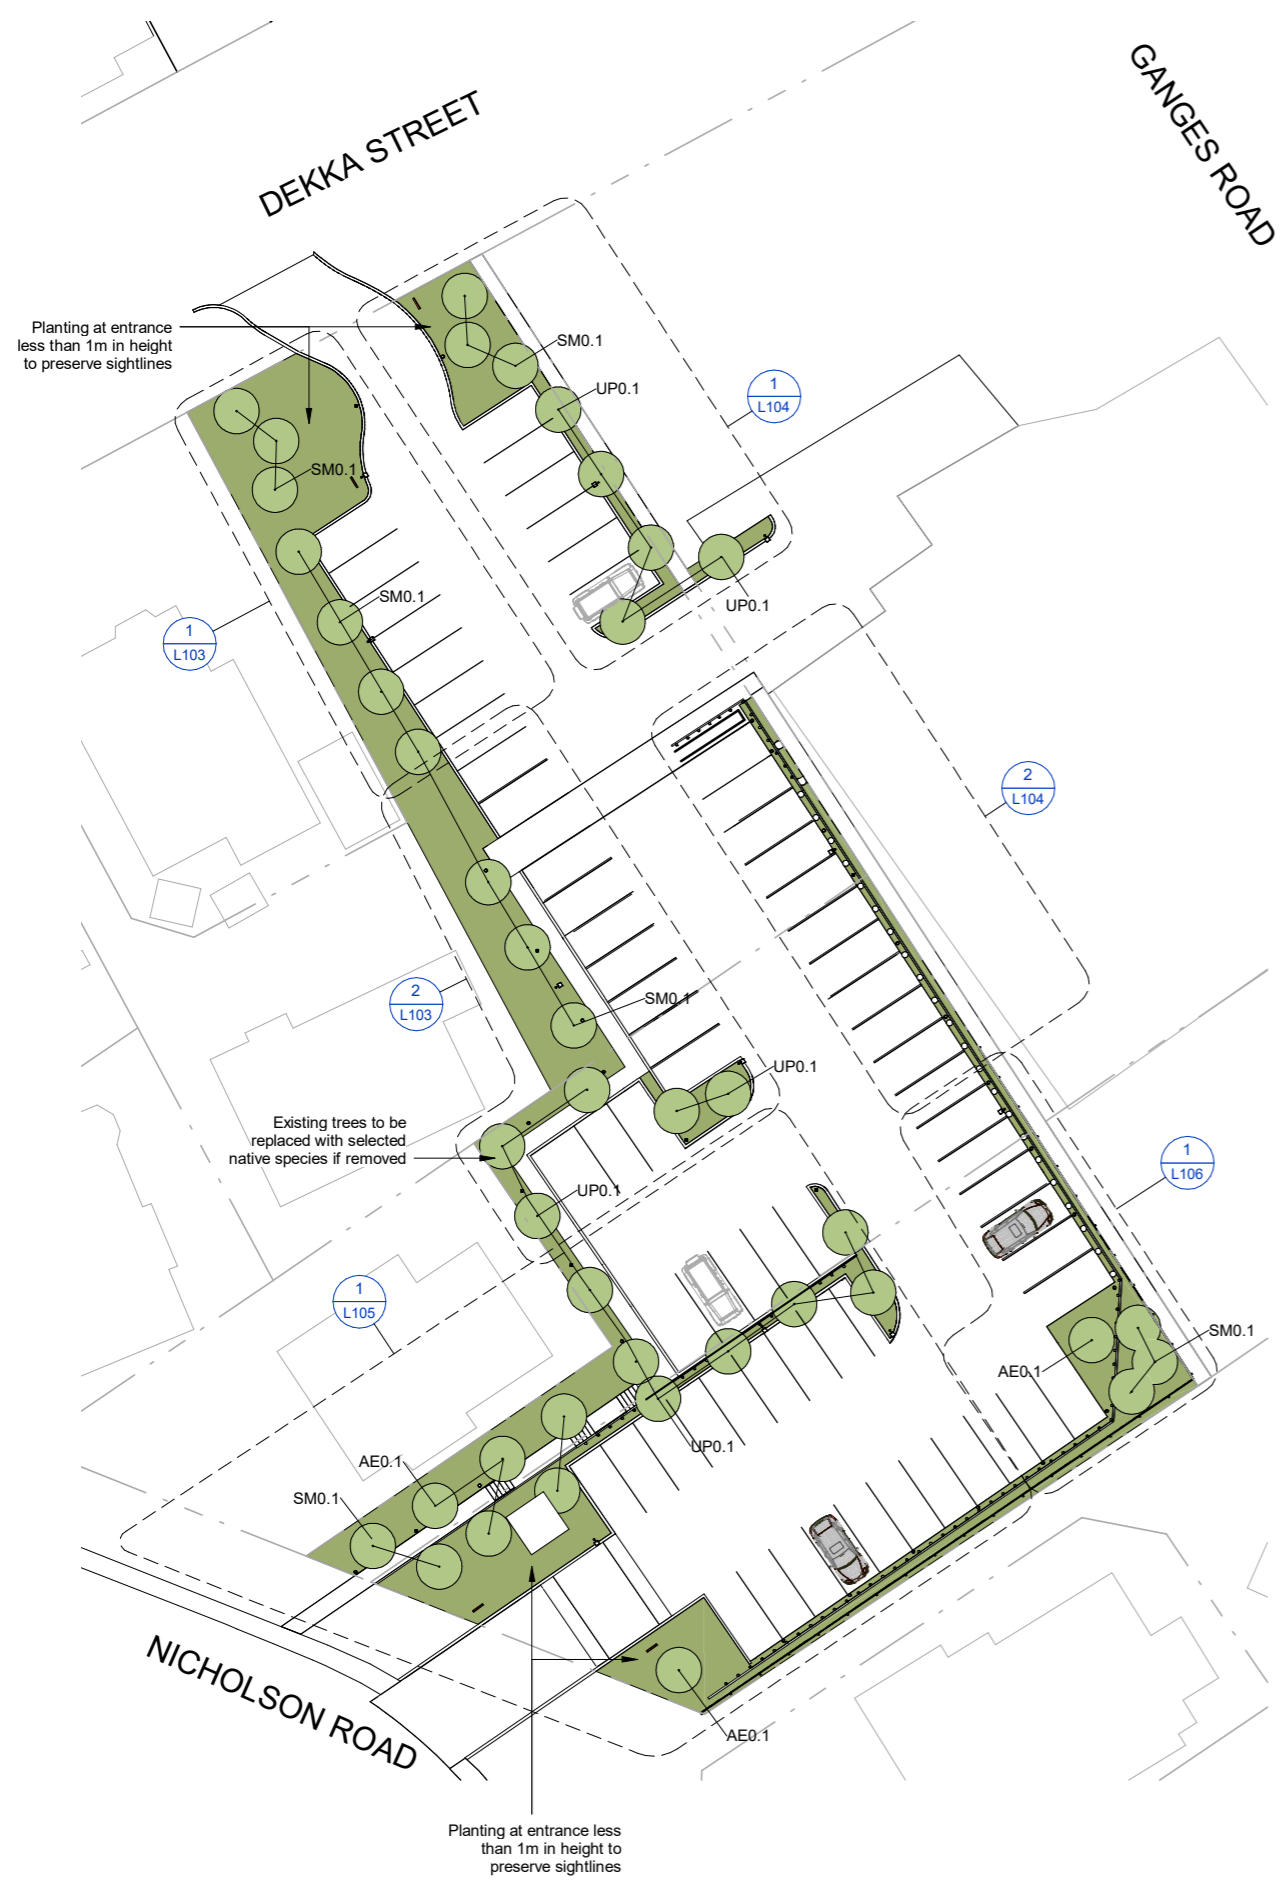 DEKKA STREET
GANGES ROAD
Planting at entrance
less than 1m in height
to preserve sightlines
SM0.1
UP0.1
1
L104
SM0.1
SM0.1
UP0.1
1
L103
2
L104
2
L103
SM0.1
UP0.1
Existing trees to be
replaced with selected
native species if removed
1
L106
UP0.1
1
L105
SM0.1
AE0.1
UP0.1
AE0.1
SM0.1
NICHOLSON ROAD
AE0.1
Planting at entrance less
than 1m in height to
preserve sightlines